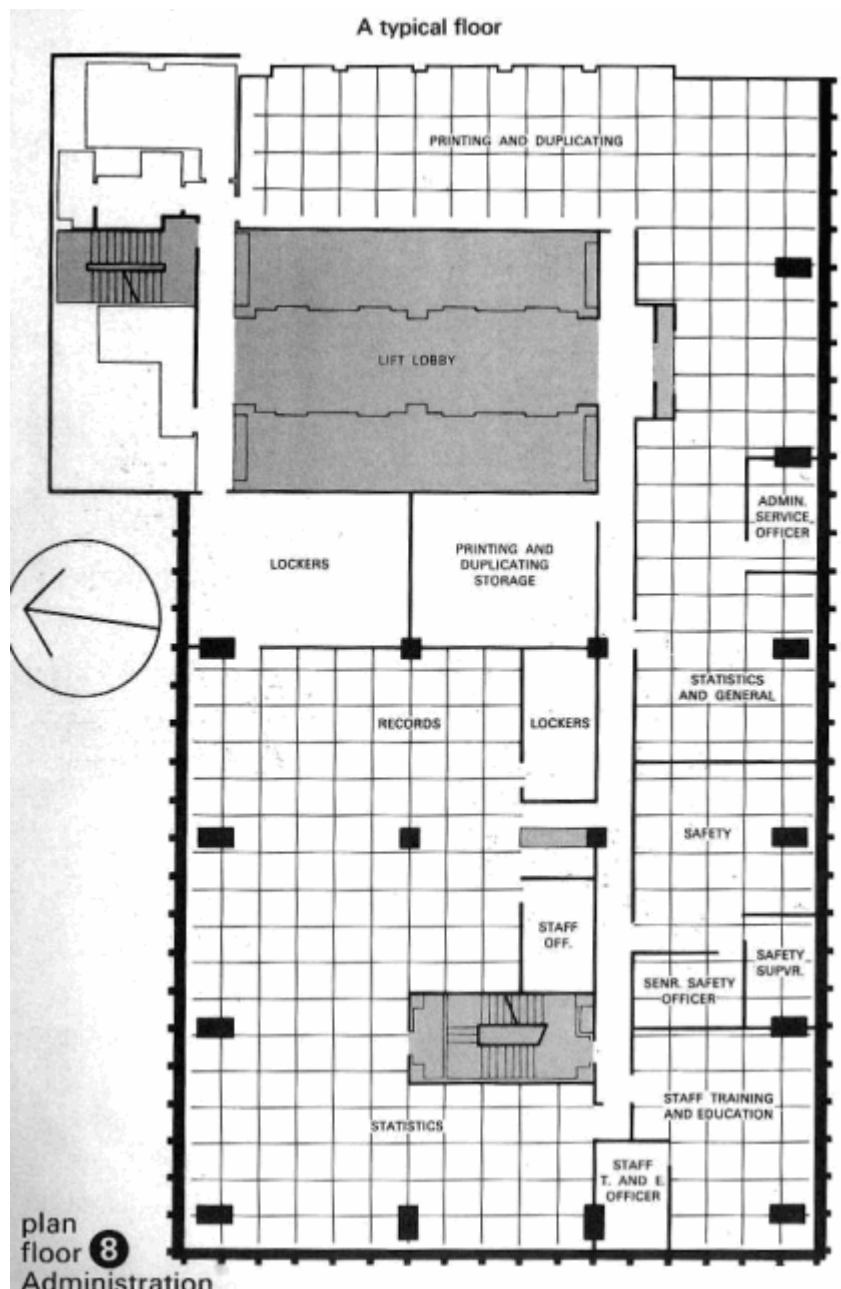 A typical floor
PRINTING AND DUPLICATING
LIFT LOBBY
ADMIN.
SERVICE
OFFICER
LOCKERS
PRINTING AND
DUPLICATING
STORAGE
STATISTICS
AND GENERAL
RECORDS
LOCKERS
SAFETY
STAFF
OFF.
SAFETY
SUPVR.
SENR. SAFETY
OFFICER
STAFF TRAINING
AND EDUCATION
STATISTICS
STAFF
T. AND E.
OFFICER
plan
floor 8
Administration